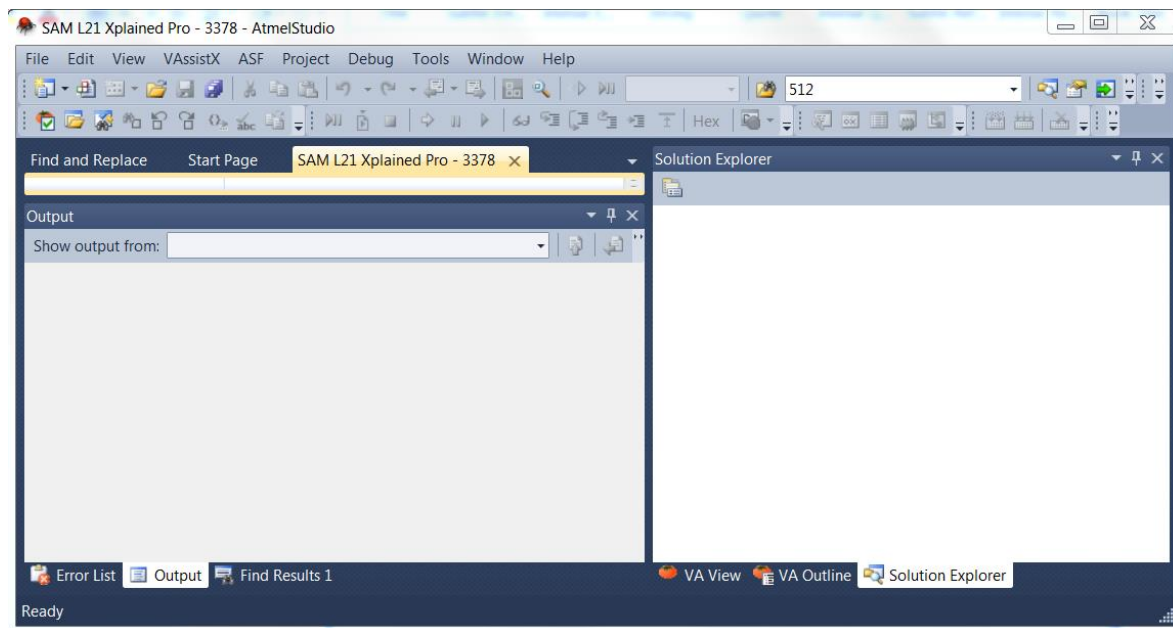 SAM L21 Xplained Pro - 3378 - AtmelStudio
File Edit View VAssistX ASF Project Debug Tools Window Help
512
Hex
Find and Replace Start Page SAM L21 Xplained Pro - 3378 Solution Explorer
Output
Show output from:
Error List Output Find Results 1 VA View VA Outline Solution Explorer
Ready